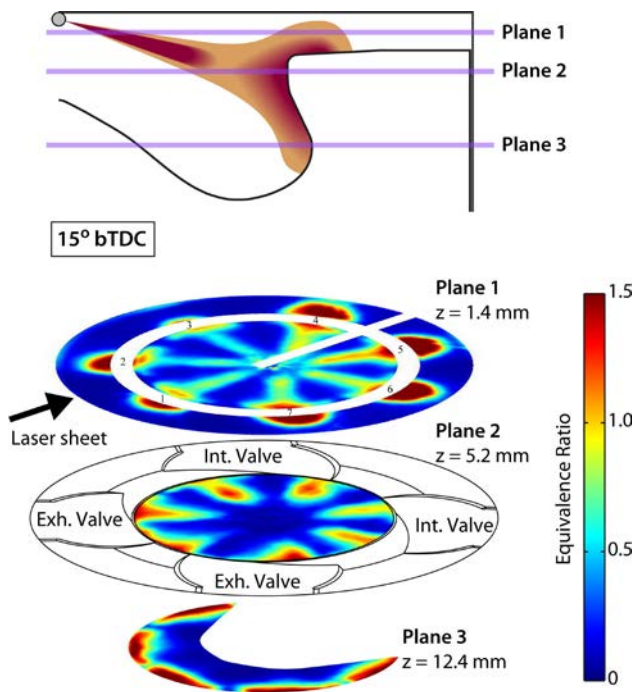 Plane 1
Plane 2
Plane 3
15° bTDC
Plane 1
z = 1.4 mm
1.5
3
4
2
5
1
6
7
1.0
Laser sheet
Plane 2
z = 5.2 mm
Int. Valve
Exh. Valve
Int. Valve
Exh. Valve
0.5
Equivalence Ratio
Plane 3
z = 12.4 mm
0